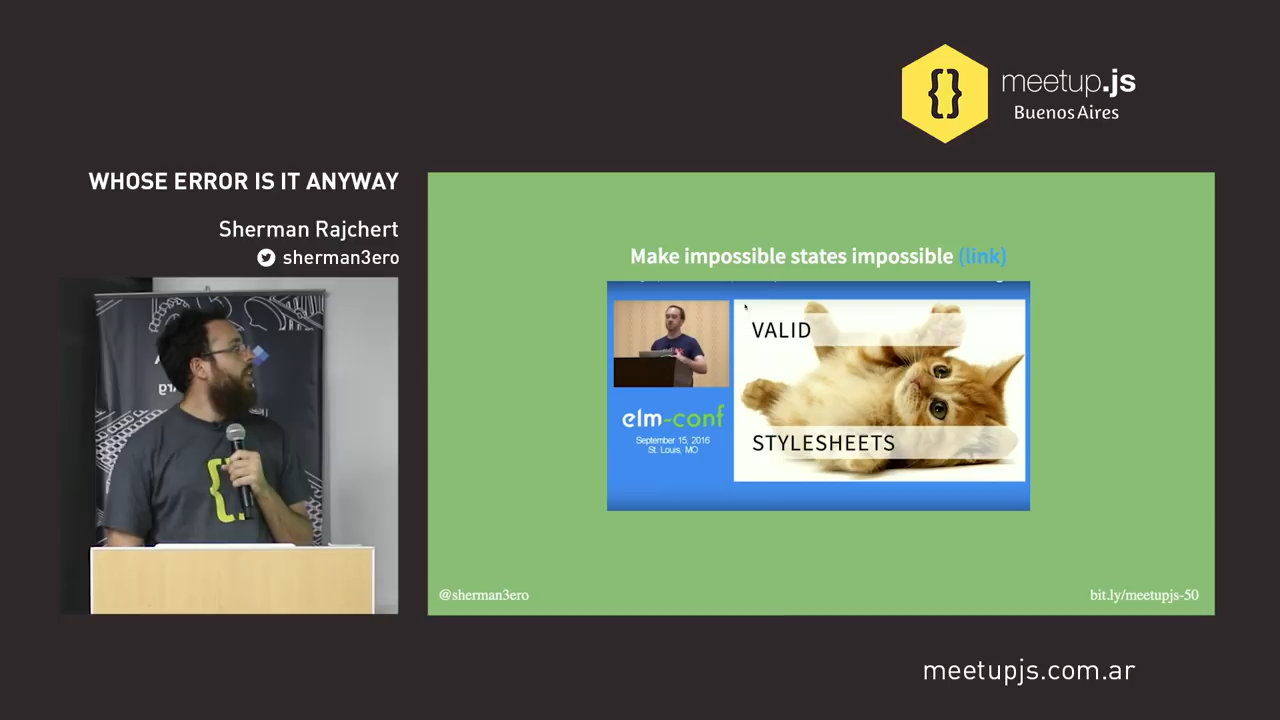 {}
meetup.js
Buenos Aires
WHOSE ERROR IS IT ANYWAY
Sherman Rajchert
sherman3ero
Make impossible states impossible (link)
VALID
elm-conf
September 15, 2016
St. Louis, MO
STYLESHEETS
@sherman3ero
bit.ly/meetupjs-50
meetupjs.com.ar